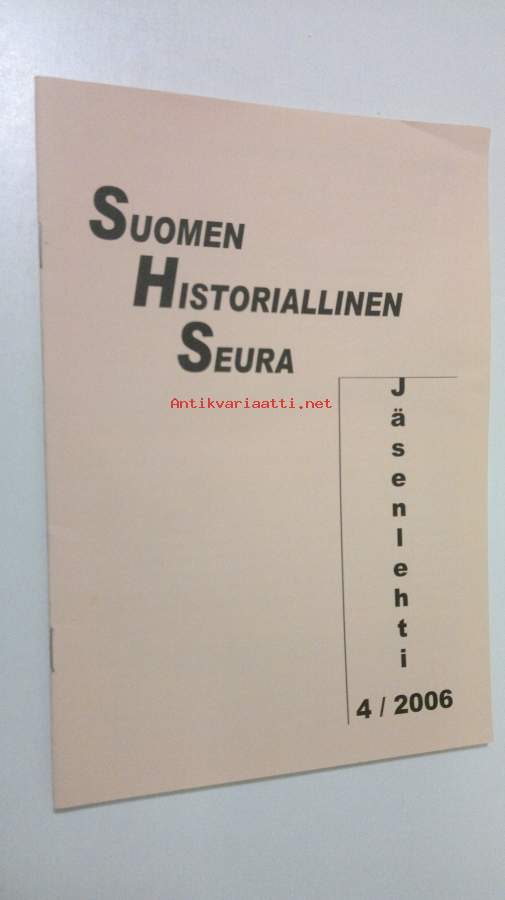 SUOMEN
HISTORIALLINEN
SEURA
Antikvariaatti.net
Jäsenlehti
4 / 2006